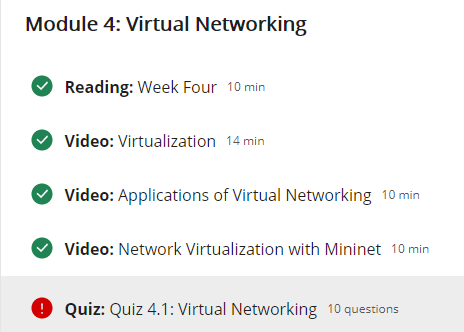 Module 4: Virtual Networking
Reading: Week Four 10 min
Video: Virtualization 14 min
Video: Applications of Virtual Networking 10 min
Video: Network Virtualization with Mininet 10 min
Quiz: Quiz 4.1: Virtual Networking 10 questions